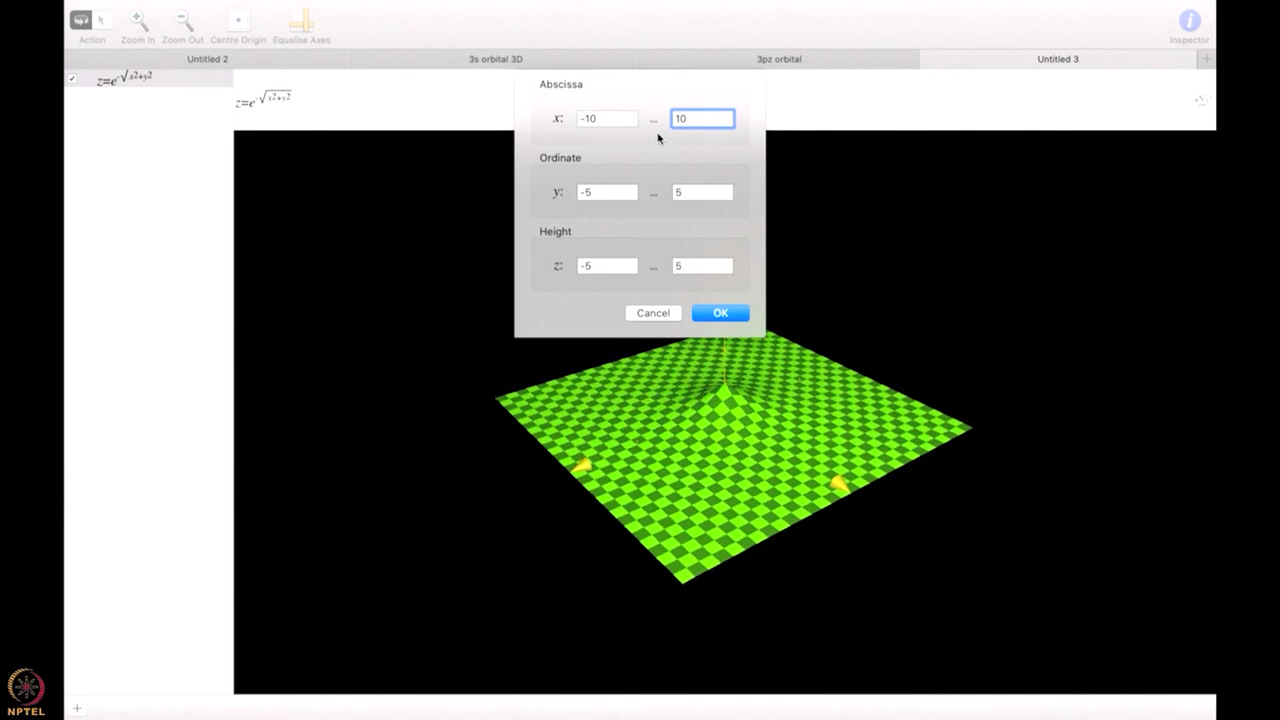 Action Zoom In Zoom Out Centre Origin Equalise Axes Inspector
Untitled 2 3s orbital 3D 3pz orbital Untitled 3 +
z=e^-√x2+y2
z=e^-√x2+y2
Abscissa
x: -10 ... 10
Ordinate
y: -5 ... 5
Height
z: -5 ... 5
Cancel OK
+
NPTEL